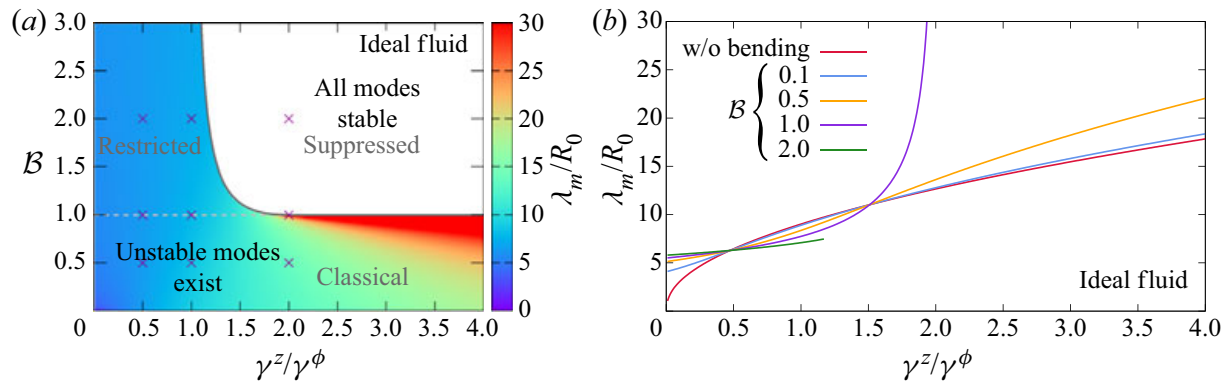 (a)
3.0
2.5
2.0
1.5
1.0
0.5
ℬ
Ideal fluid
All modes
stable
Restricted
Suppressed
Unstable modes
exist
Classical
0.5 1.0 1.5 2.0 2.5 3.0 3.5 4.0
γ^z/γ^ϕ
30
25
20
15
10
5
0
λ_m/R_0
(b)
30
25
20
15
10
5
0
λ_m/R_0
w/o bending
ℬ
0.1
0.5
1.0
2.0
Ideal fluid
0 0.5 1.0 1.5 2.0 2.5 3.0 3.5 4.0
γ^z/γ^ϕ